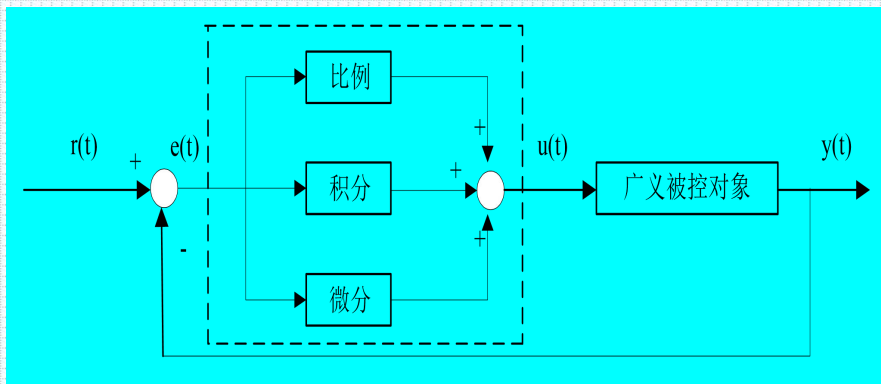 比例
r(t)
+
e(t)
积分
+
+
+
u(t)
广义被控对象
y(t)
-
微分